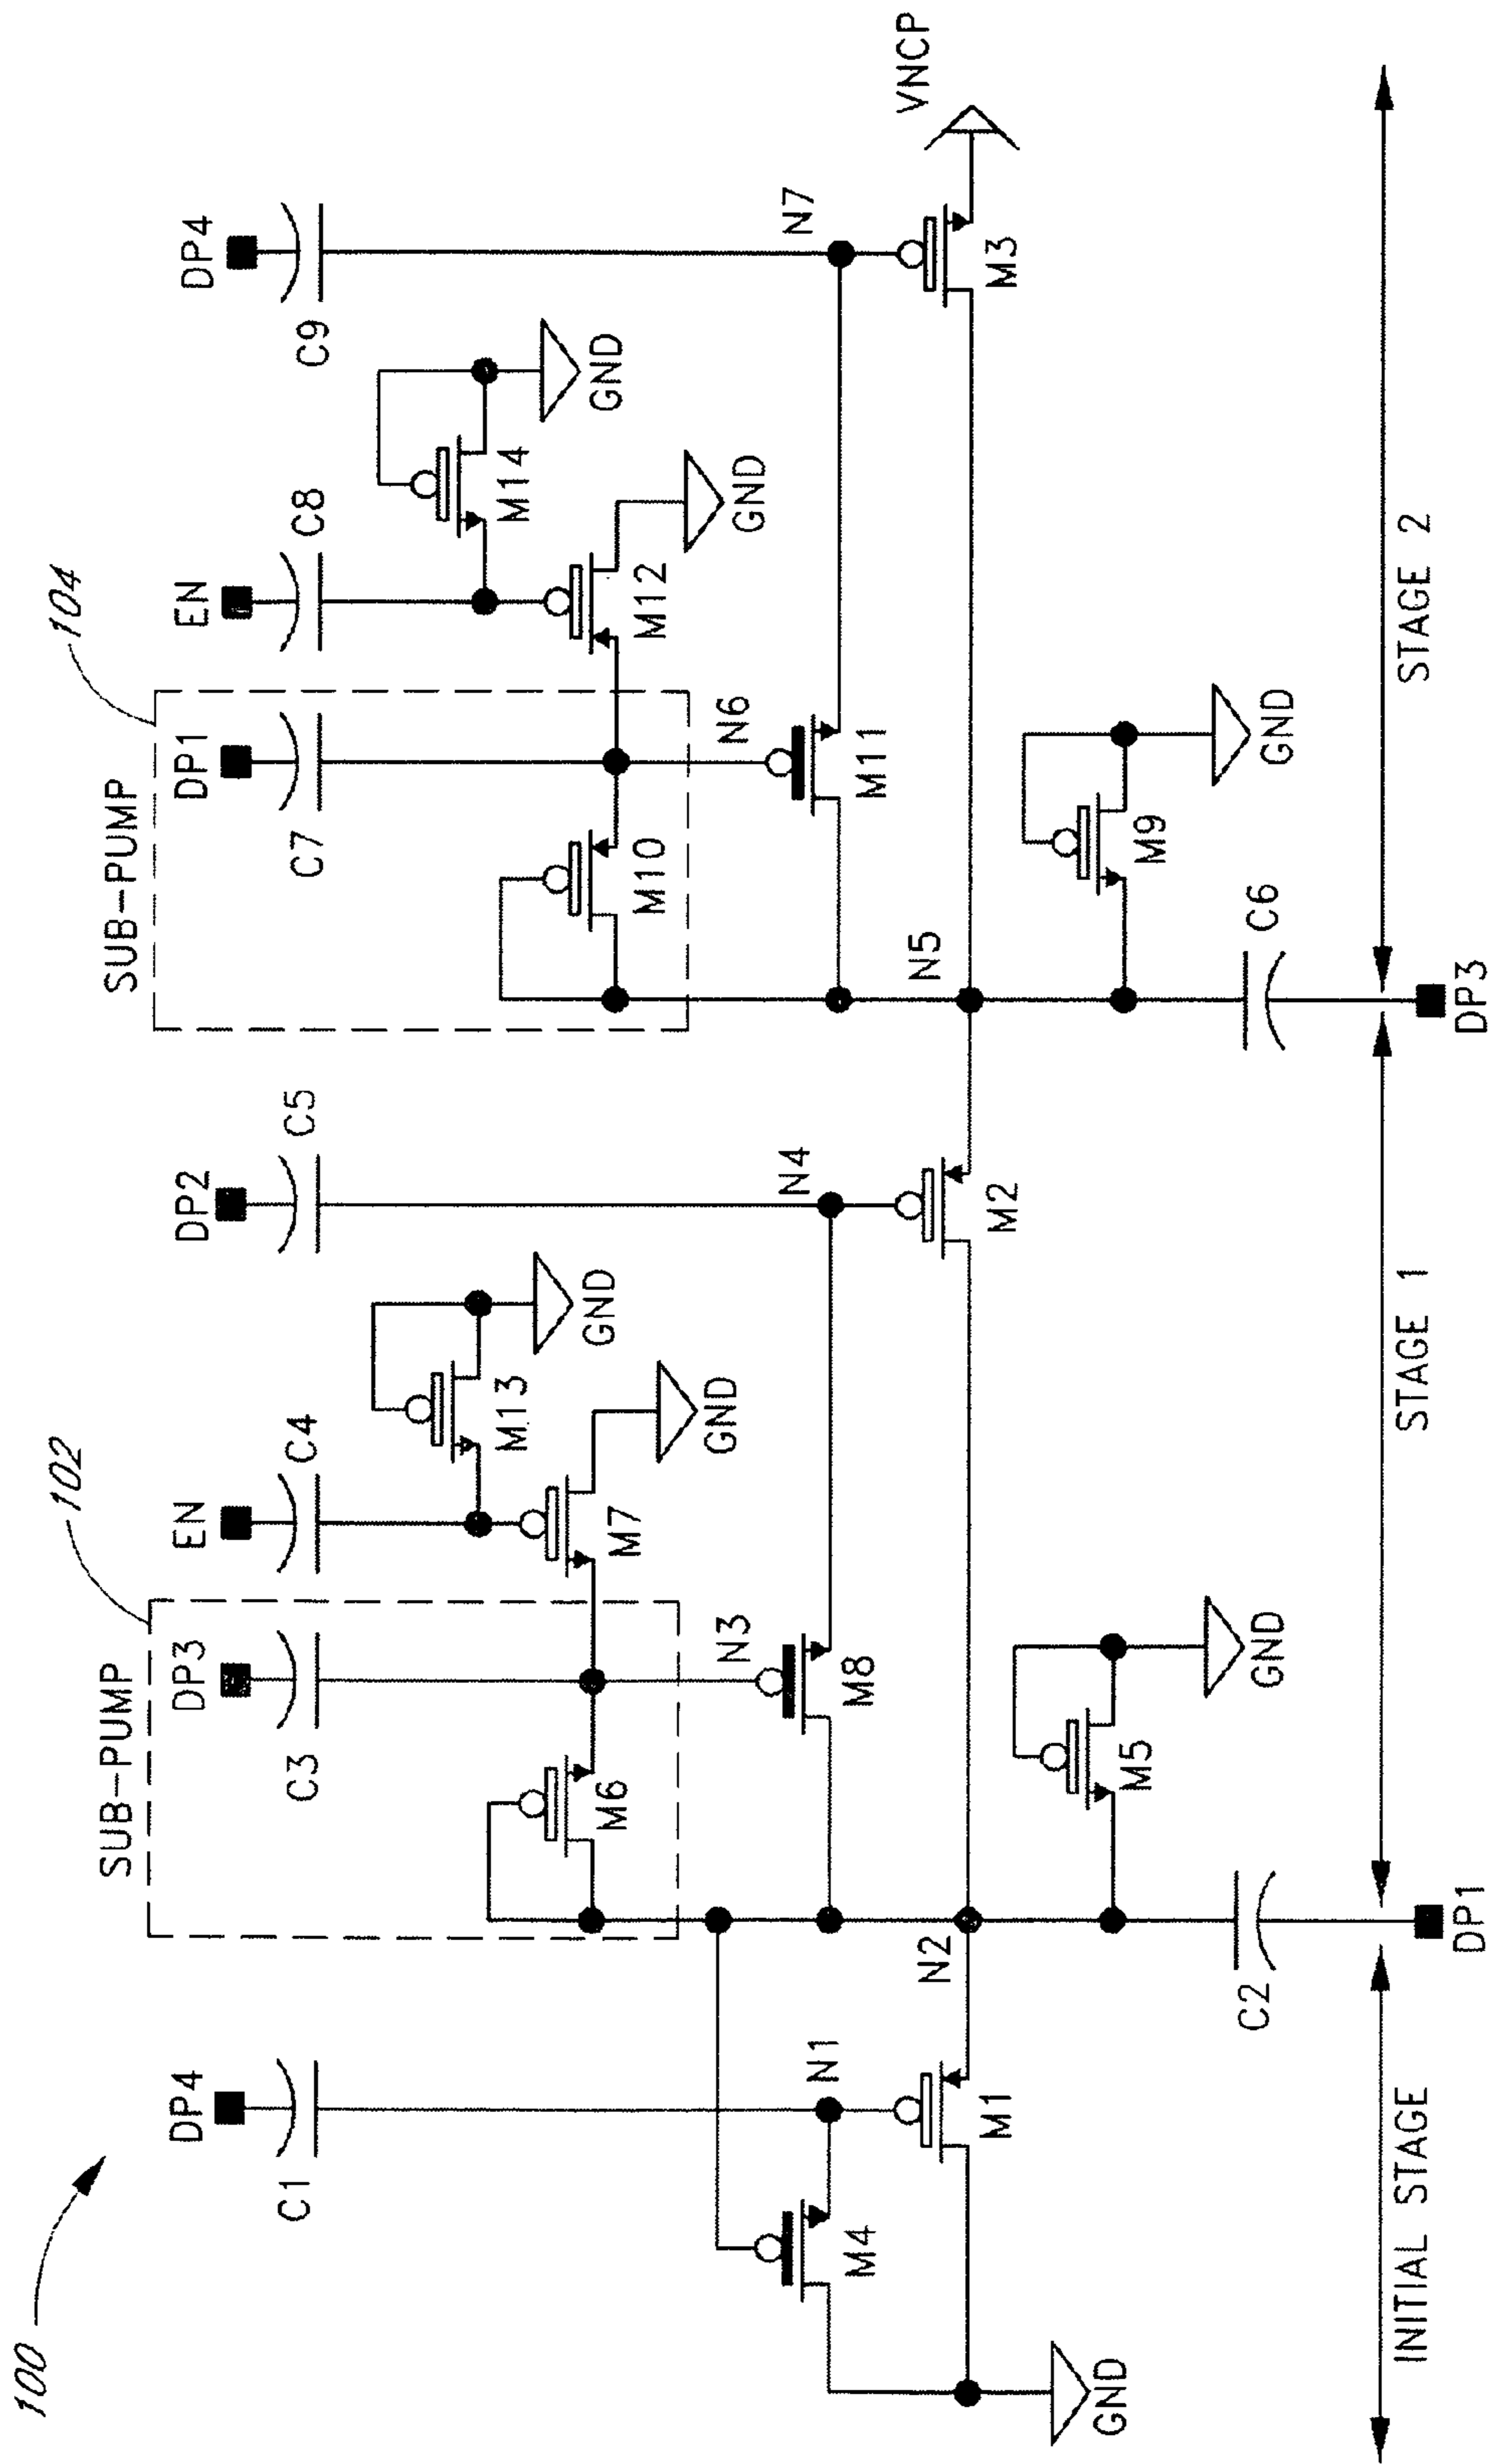 100
DP4
C1
N1
M4
M1
GND
N2
C2
DP1
INITIAL STAGE
102
SUB-PUMP
DP3
C3
M6
EN
C4
M13
GND
M7
GND
N3
M8
M5
GND
DP2
C5
N4
M2
STAGE 1
104
SUB-PUMP
DP1
C7
M10
EN
C8
M14
GND
M12
GND
N6
M11
N5
M9
GND
C6
DP3
DP4
C9
N7
M3
VNCP
STAGE 2